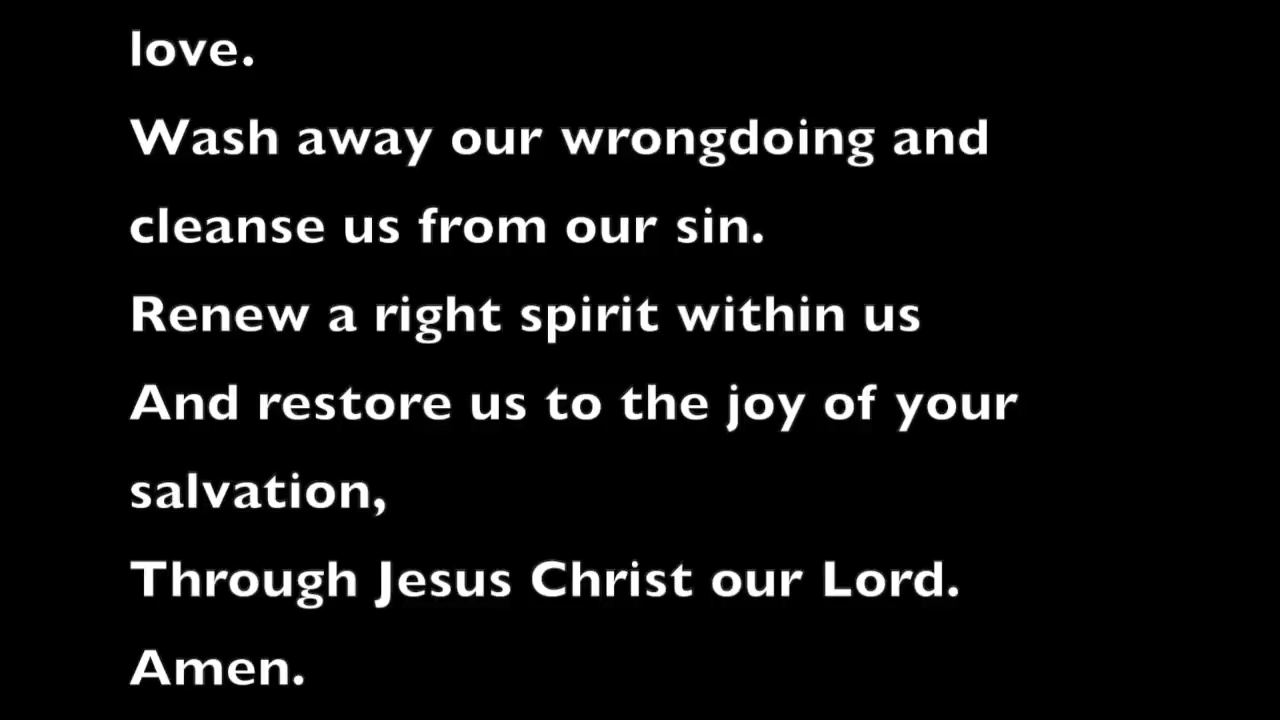 love.
Wash away our wrongdoing and
cleanse us from our sin.
Renew a right spirit within us
And restore us to the joy of your
salvation,
Through Jesus Christ our Lord.
Amen.